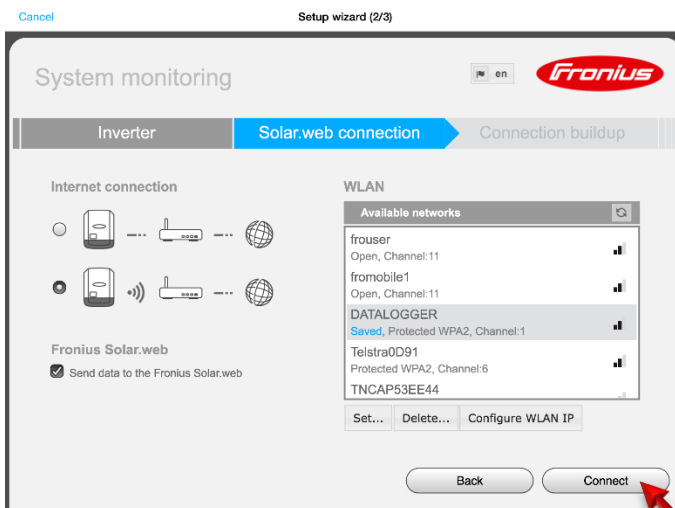 Cancel
Setup wizard (2/3)
System monitoring
en
Fronius
Inverter
Solar.web connection
Connection buildup
Internet connection
Fronius Solar.web
Send data to the Fronius Solar.web
WLAN
Available networks
frouser
Open, Channel:11
fromobile1
Open, Channel:11
DATALOGGER
Saved, Protected WPA2, Channel:1
Telstra0D91
Protected WPA2, Channel:6
TNCAP53EE44
Set...
Delete...
Configure WLAN IP
Back
Connect